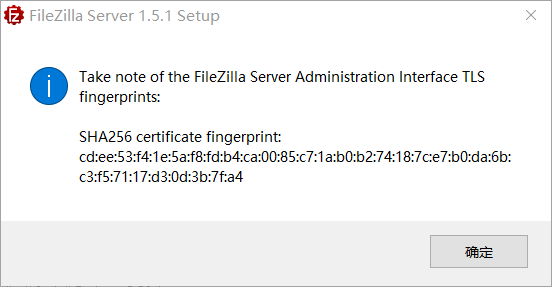 FileZilla Server 1.5.1 Setup
Take note of the FileZilla Server Administration Interface TLS
fingerprints:
SHA256 certificate fingerprint:
cd:ee:53:f4:1e:5a:f8:fd:b4:ca:00:85:c7:1a:b0:b2:74:18:7c:e7:b0:da:6b:
c3:f5:71:17:d3:0d:3b:7f:a4
确定